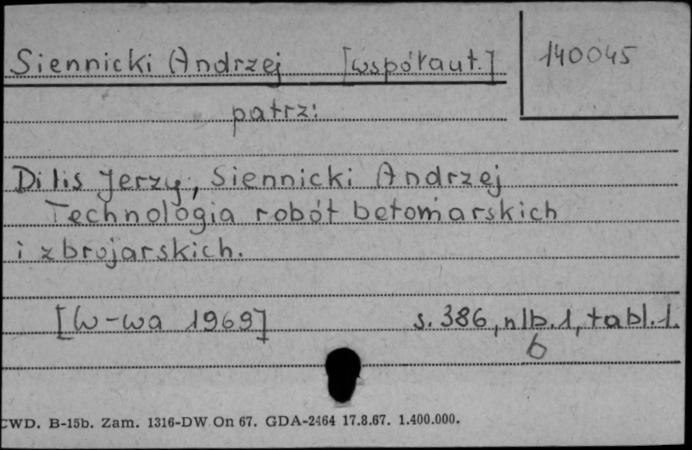 Siennicki Andrzej [współaut.] 140045
patrz:
Dilis Jerzy, Siennicki Andrzej
Technologia robót betoniarskich
i zbrojarskich.
[W-wa 1969] s. 386, nlb. 1, tabl. 1.
6
CWD. B-15b. Zam. 1316-DW On 67. GDA-2464 17.8.67. 1.400.000.